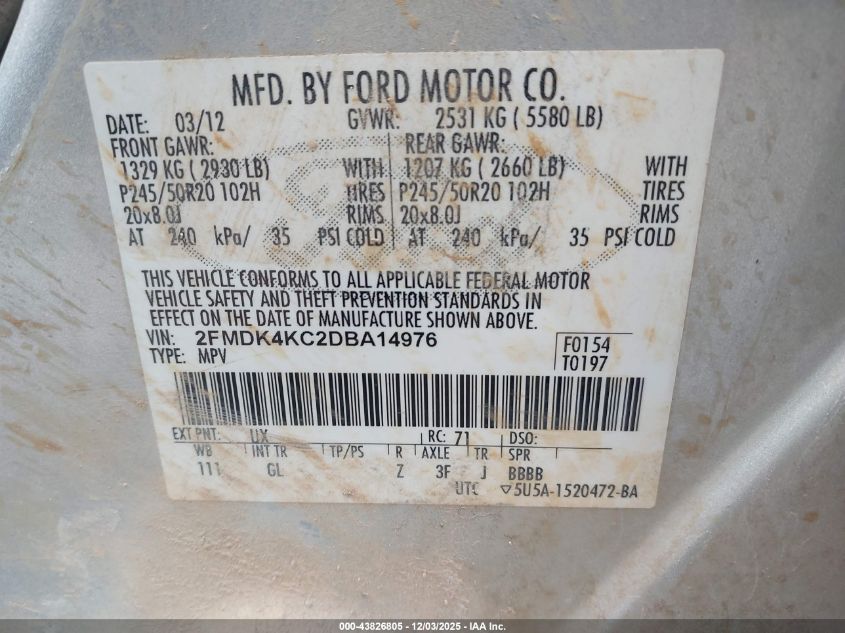 MFD. BY FORD MOTOR CO.
DATE: 03/12 GVWR: 2531 KG ( 5580 LB)
FRONT GAWR: REAR GAWR:
1329 KG ( 2930 LB) WITH 1207 KG ( 2660 LB) WITH
P245/50R20 102H TIRES P245/50R20 102H TIRES
20x8.0J RIMS 20x8.0J RIMS
AT 240 kPa/ 35 PSI COLD AT 240 kPa/ 35 PSI COLD
THIS VEHICLE CONFORMS TO ALL APPLICABLE FEDERAL MOTOR
VEHICLE SAFETY AND THEFT PREVENTION STANDARDS IN
EFFECT ON THE DATE OF MANUFACTURE SHOWN ABOVE.
VIN: 2FMDK4KC2DBA14976 F0154
TYPE: MPV T0197
EXT PNT: UX RC: 71 DSO:
WB INT TR TP/PS R AXLE TR SPR
111 GL Z 3F J BBBB
UTC ▽5U5A-1520472-BA
000-43826805 - 12/03/2025 - IAA Inc.